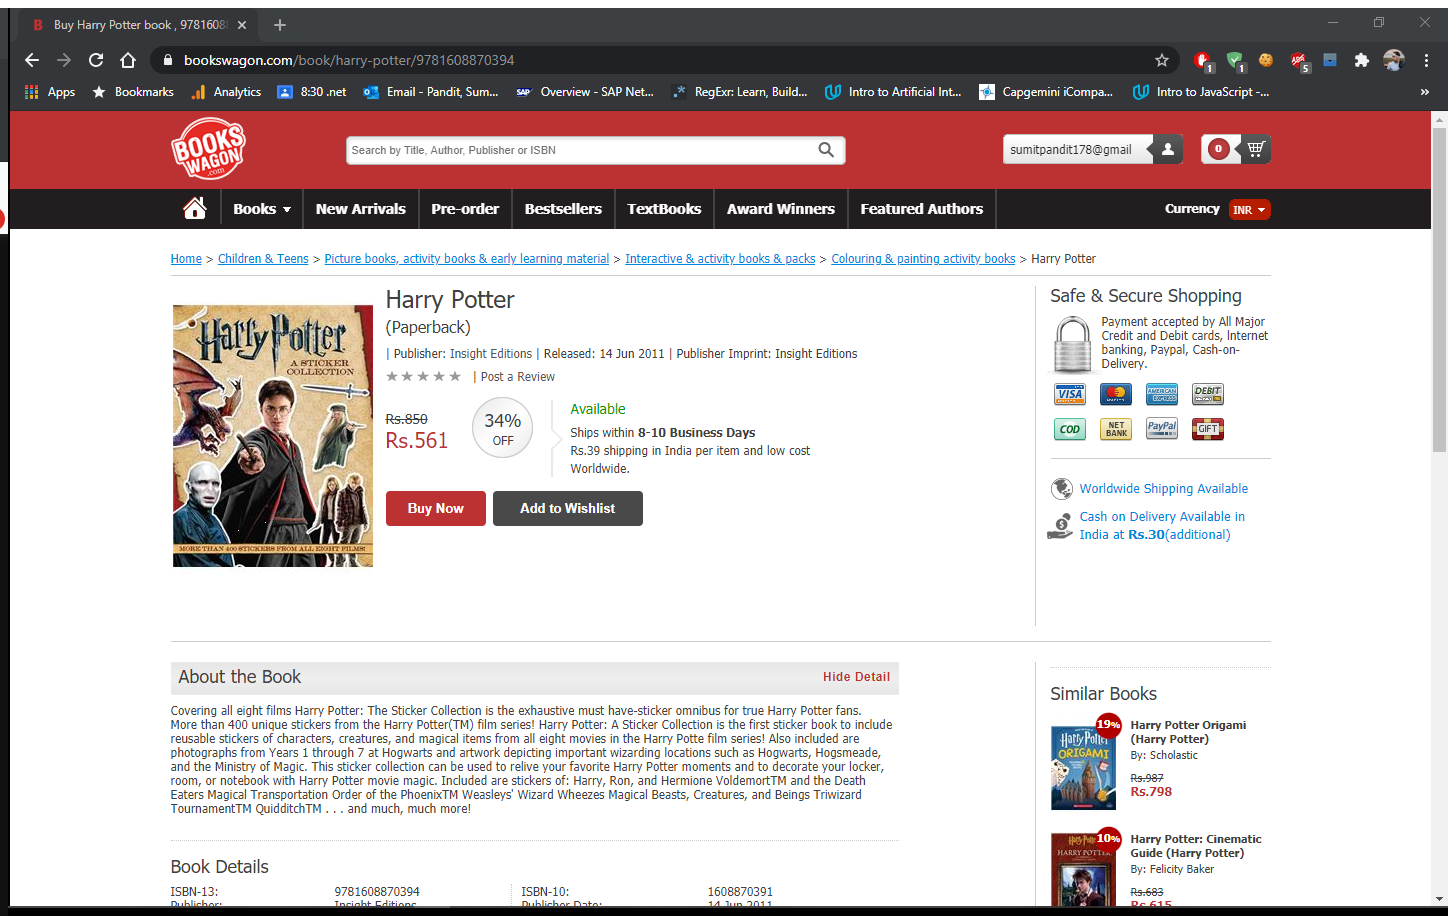 Buy Harry Potter book , 9781608
bookswagon.com/book/harry-potter/9781608870394
1
1
5
Apps
Bookmarks
Analytics
8:30 .net
Email - Pandit, Sum...
SAP
Overview - SAP Net...
RegExr: Learn, Build...
Intro to Artificial Int...
Capgemini iCompa...
Intro to JavaScript -...
»
BOOKS
WAGON
.com
Search by Title, Author, Publisher or ISBN
sumitpandit178@gmail
0
Books
New Arrivals
Pre-order
Bestsellers
TextBooks
Award Winners
Featured Authors
Currency
INR
Home > Children & Teens > Picture books, activity books & early learning material > Interactive & activity books & packs > Colouring & painting activity books > Harry Potter
Harry Potter
A STICKER
COLLECTION
MORE THAN 400 STICKERS FROM ALL EIGHT FILMS!
Harry Potter
(Paperback)
| Publisher: Insight Editions | Released: 14 Jun 2011 | Publisher Imprint: Insight Editions
| Post a Review
Rs.850
Rs.561
34%
OFF
Available
Ships within 8-10 Business Days
Rs.39 shipping in India per item and low cost
Worldwide.
Buy Now
Add to Wishlist
Safe & Secure Shopping
Payment accepted by All Major
Credit and Debit cards, Internet
banking, Paypal, Cash-on-
Delivery.
VISA
AMERICAN
EXPRESS
DEBIT
COD
NET
BANK
PayPal
GIFT
Worldwide Shipping Available
Cash on Delivery Available in
India at Rs.30(additional)
About the Book
Hide Detail
Covering all eight films Harry Potter: The Sticker Collection is the exhaustive must have-sticker omnibus for true Harry Potter fans.
More than 400 unique stickers from the Harry Potter(TM) film series! Harry Potter: A Sticker Collection is the first sticker book to include
reusable stickers of characters, creatures, and magical items from all eight movies in the Harry Potte film series! Also included are
photographs from Years 1 through 7 at Hogwarts and artwork depicting important wizarding locations such as Hogwarts, Hogsmeade,
and the Ministry of Magic. This sticker collection can be used to relive your favorite Harry Potter moments and to decorate your locker,
room, or notebook with Harry Potter movie magic. Included are stickers of: Harry, Ron, and Hermione VoldemortTM and the Death
Eaters Magical Transportation Order of the PhoenixTM Weasleys' Wizard Wheezes Magical Beasts, Creatures, and Beings Triwizard
TournamentTM QuidditchTM . . . and much, much more!
Book Details
ISBN-13:
9781608870394
ISBN-10:
1608870391
Publisher:
Insight Editions
Publisher Date:
14 Jun 2011
Similar Books
19%
Harry Potter
ORIGAMI
Harry Potter Origami
(Harry Potter)
By: Scholastic
Rs.987
Rs.798
10%
HARRY POTTER
Harry Potter: Cinematic
Guide (Harry Potter)
By: Felicity Baker
Rs.683
Rs.615